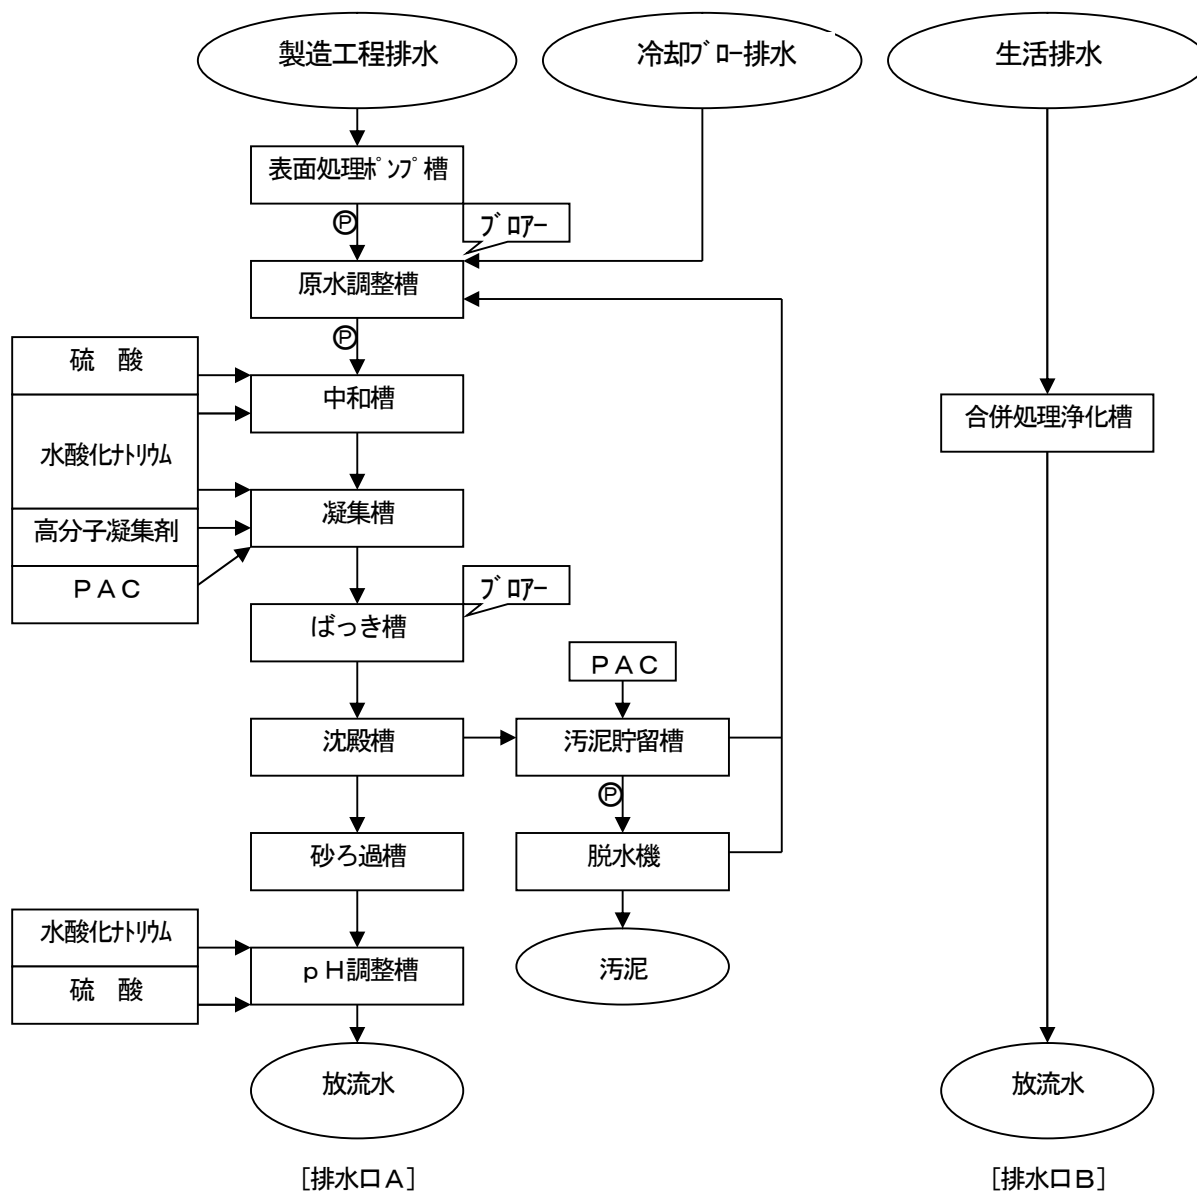 製造工程排水
冷却ﾌﾞﾛｰ排水
生活排水
表面処理ﾎﾟﾝﾌﾟ槽
Ⓟ
ﾌﾞﾛｱｰ
原水調整槽
Ⓟ
硫　酸
中和槽
水酸化ﾅﾄﾘｳﾑ
合併処理浄化槽
凝集槽
高分子凝集剤
ＰＡＣ
ﾌﾞﾛｱｰ
ばっき槽
ＰＡＣ
沈殿槽
汚泥貯留槽
Ⓟ
砂ろ過槽
脱水機
水酸化ﾅﾄﾘｳﾑ
ｐＨ調整槽
汚泥
硫　酸
放流水
放流水
［排水口Ａ］
［排水口Ｂ］